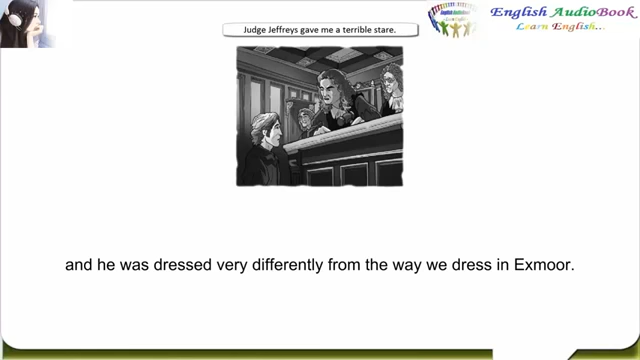 Judge Jeffreys gave me a terrible stare.
English AudioBook
Learn English...
and he was dressed very differently from the way we dress in Exmoor.